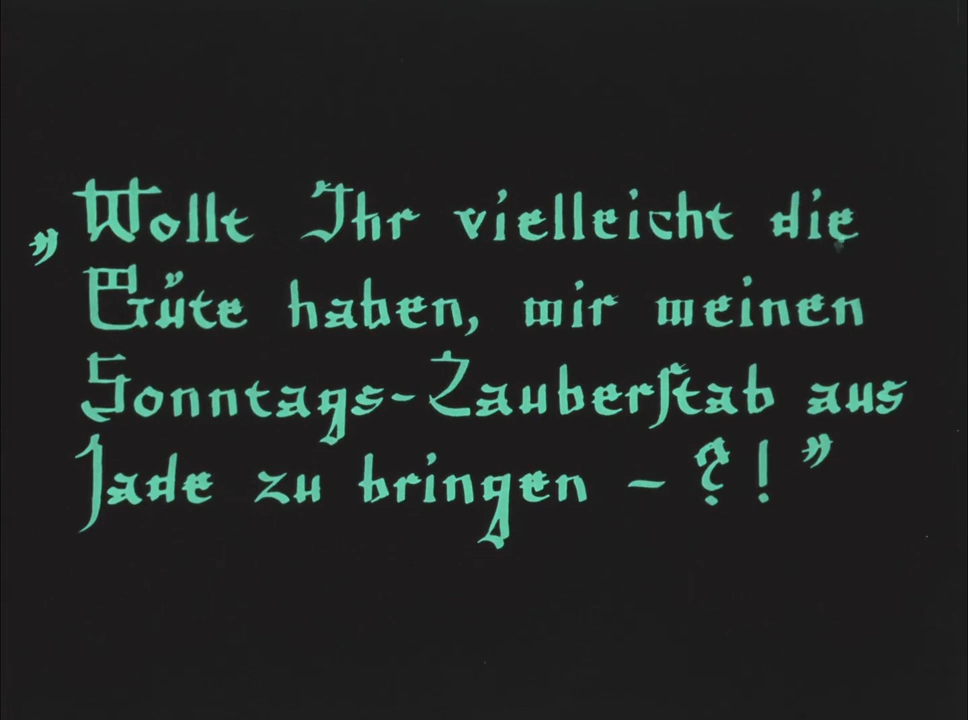 „Wollt Ihr vielleicht die
Güte haben, mir meinen
Sonntags-Zauberstab aus
Jade zu bringen – ?!”